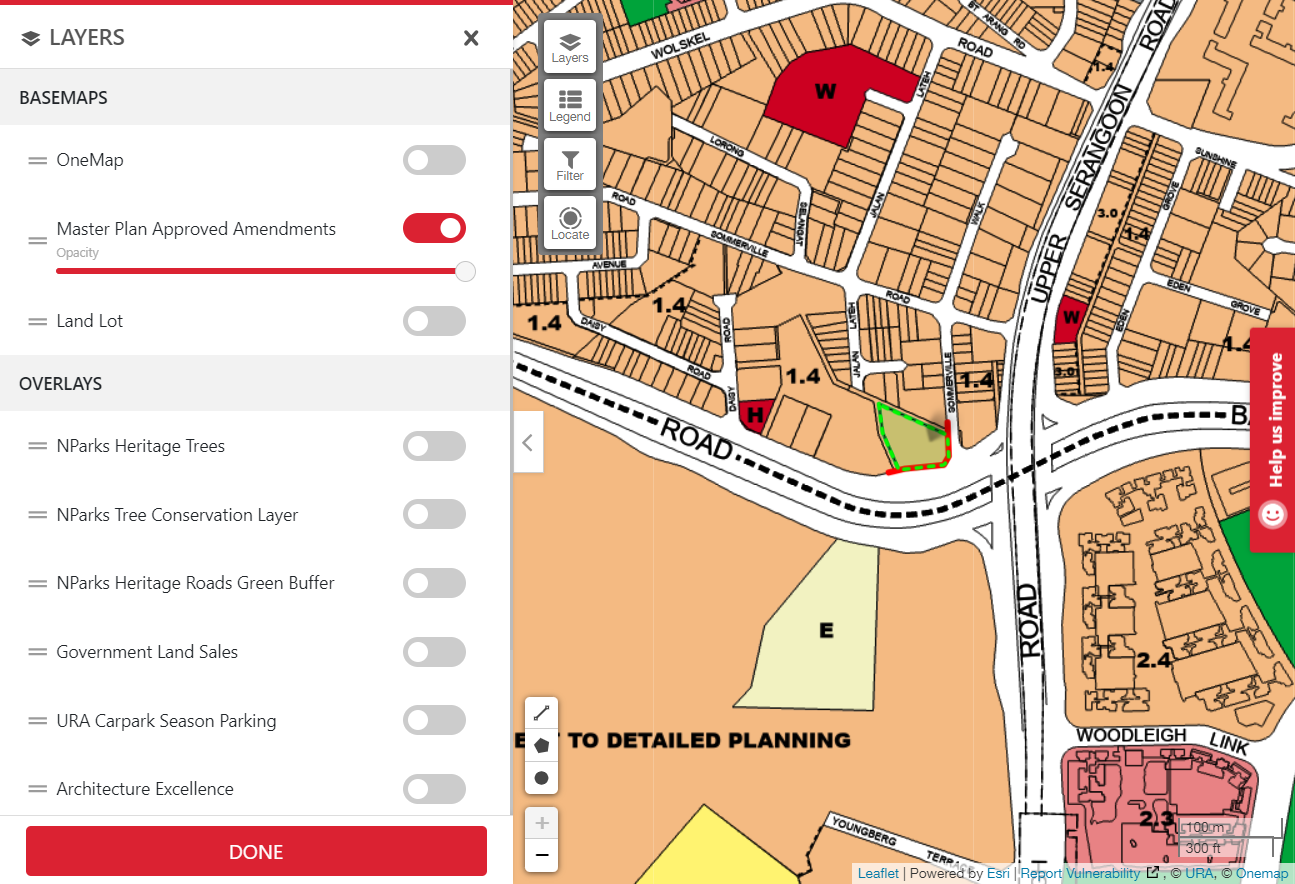 LAYERS
BASEMAPS
OneMap
Master Plan Approved Amendments
Opacity
Land Lot
OVERLAYS
NParks Heritage Trees
NParks Tree Conservation Layer
NParks Heritage Roads Green Buffer
Government Land Sales
URA Carpark Season Parking
Architecture Excellence
DONE
Layers
Legend
Filter
Locate
WOLSKEL
ROAD
BT ARANG RD
ROAD
1.4
W
LATEH
LORONG
JALAN
SELANGAT
WALK
ROAD
SOMMERVILLE
ROAD
UPPER SERANGOON ROAD
SUNSHINE
GROVE
3.0
1.4
EDEN
GROVE
EDEN
W
1.4
3.0
AVENUE
1.4
1.4
DAISY
ROAD
ROAD
DAISY
LATEH
JALAN
1.4
SOMMERVILLE
1.4
H
ROAD
BA
Help us improve
E
ROAD
2.4
TO DETAILED PLANNING
WOODLEIGH LINK
2.3
YOUNGBERG
TERRACE
100 m
300 ft
Leaflet | Powered by Esri | Report Vulnerability , © URA, © Onemap